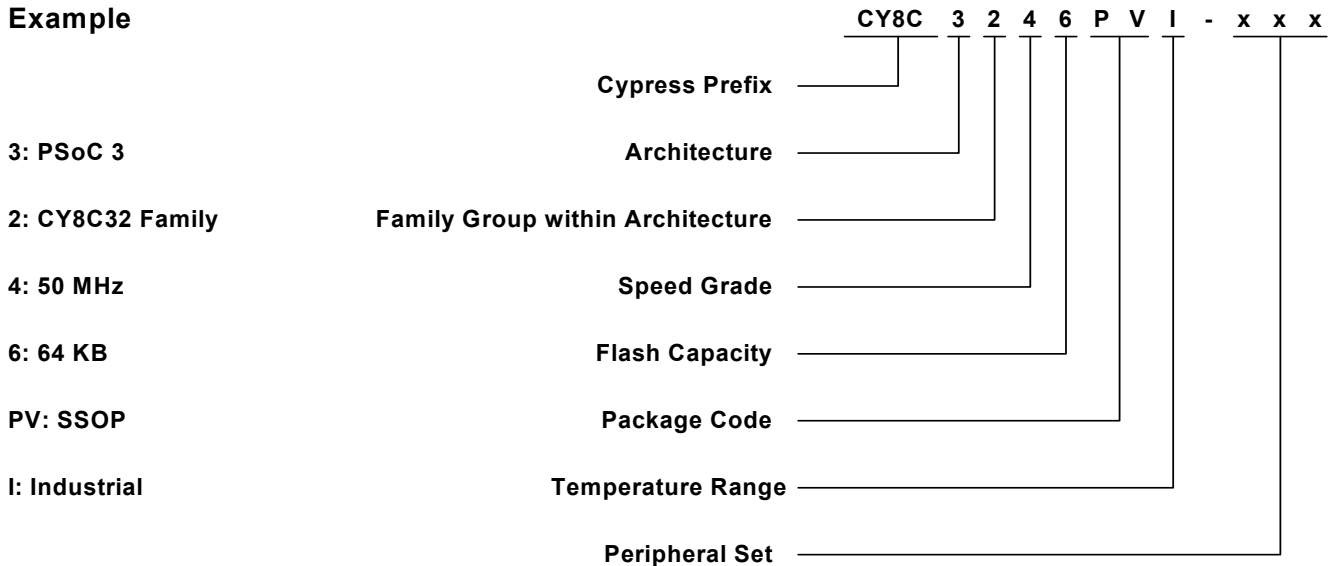 Example CY8C 3 2 4 6 P V I - x x x
Cypress Prefix
3: PSoC 3 Architecture
2: CY8C32 Family Family Group within Architecture
4: 50 MHz Speed Grade
6: 64 KB Flash Capacity
PV: SSOP Package Code
I: Industrial Temperature Range
Peripheral Set